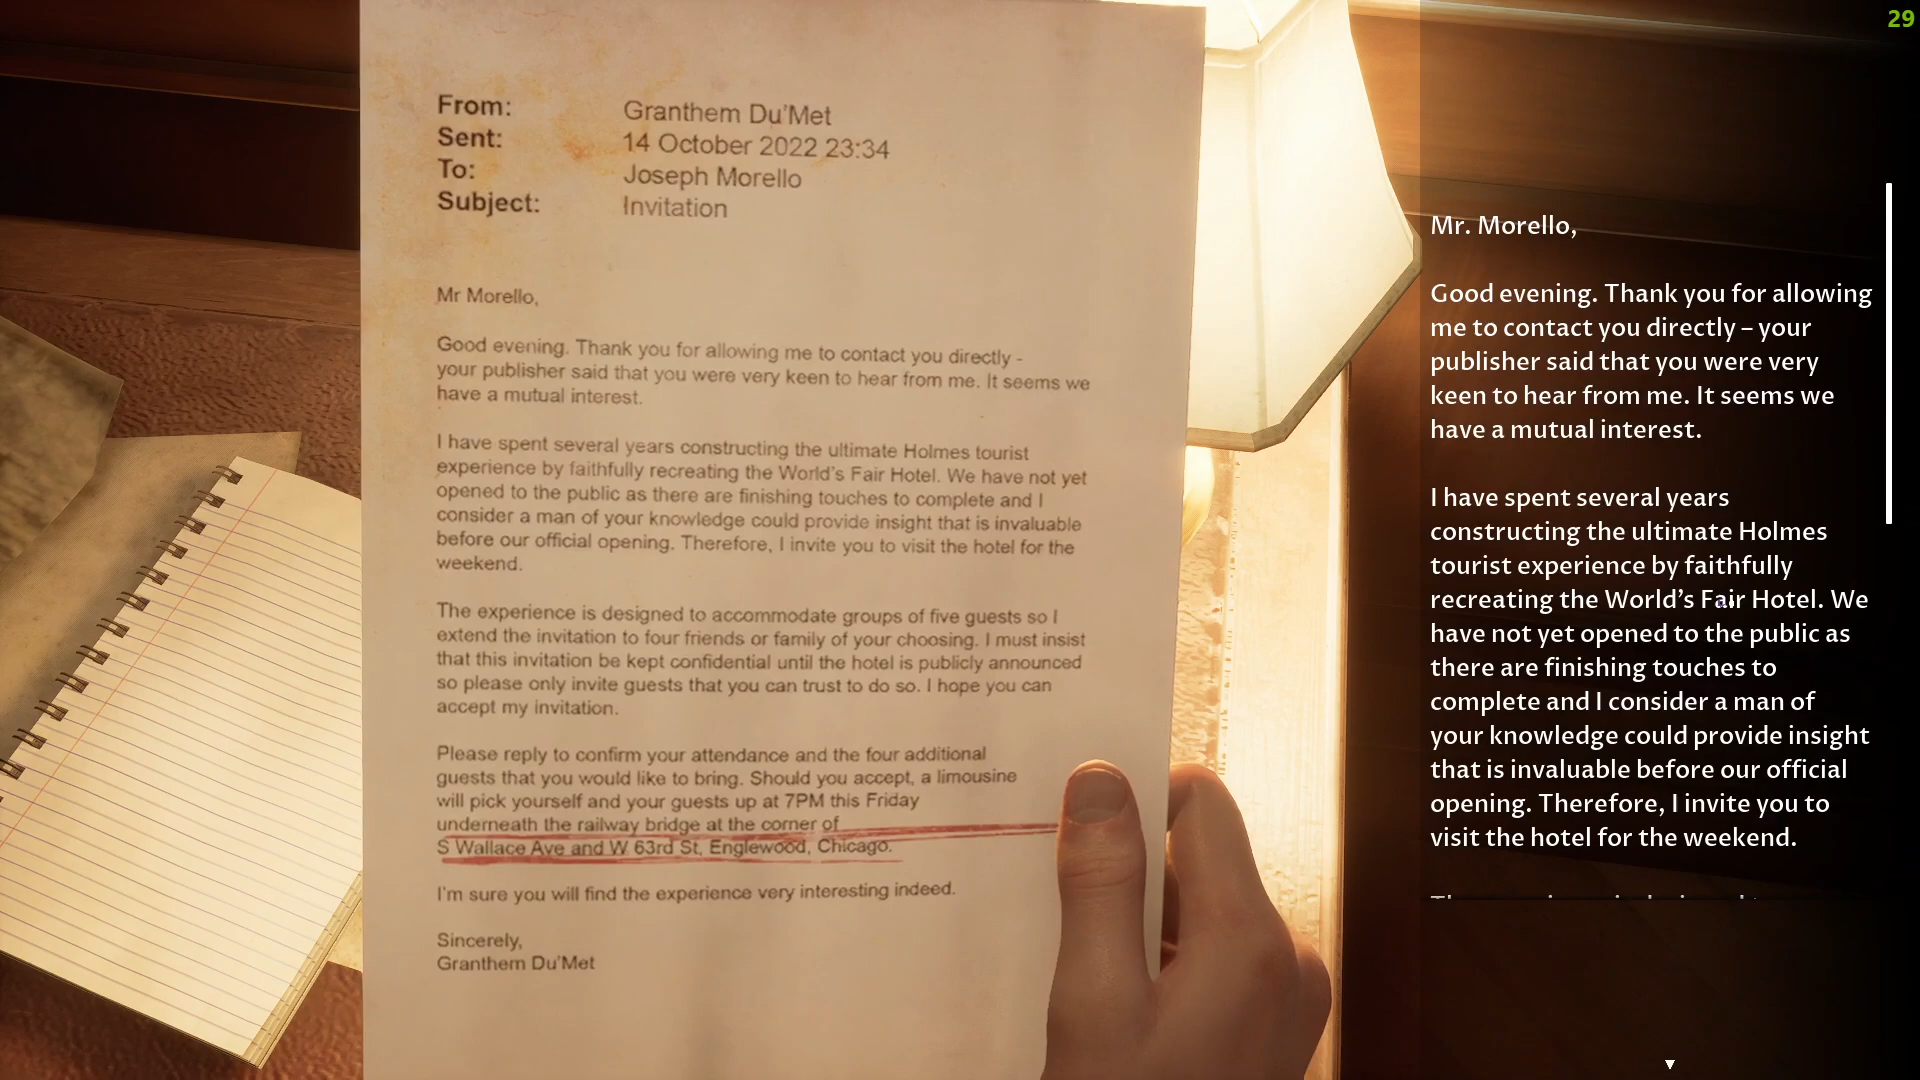 29
From: Granthem Du'Met
Sent: 14 October 2022 23:34
To: Joseph Morello
Subject: Invitation
Mr Morello,
Good evening. Thank you for allowing me to contact you directly -
your publisher said that you were very keen to hear from me. It seems we
have a mutual interest.
I have spent several years constructing the ultimate Holmes tourist
experience by faithfully recreating the World's Fair Hotel. We have not yet
opened to the public as there are finishing touches to complete and I
consider a man of your knowledge could provide insight that is invaluable
before our official opening. Therefore, I invite you to visit the hotel for the
weekend.
The experience is designed to accommodate groups of five guests so I
extend the invitation to four friends or family of your choosing. I must insist
that this invitation be kept confidential until the hotel is publicly announced
so please only invite guests that you can trust to do so. I hope you can
accept my invitation.
Please reply to confirm your attendance and the four additional
guests that you would like to bring. Should you accept, a limousine
will pick yourself and your guests up at 7PM this Friday
underneath the railway bridge at the corner of
S Wallace Ave and W 63rd St, Englewood, Chicago.
I'm sure you will find the experience very interesting indeed.
Sincerely,
Granthem Du'Met
Mr. Morello,
Good evening. Thank you for allowing
me to contact you directly – your
publisher said that you were very
keen to hear from me. It seems we
have a mutual interest.
I have spent several years
constructing the ultimate Holmes
tourist experience by faithfully
recreating the World's Fair Hotel. We
have not yet opened to the public as
there are finishing touches to
complete and I consider a man of
your knowledge could provide insight
that is invaluable before our official
opening. Therefore, I invite you to
visit the hotel for the weekend.